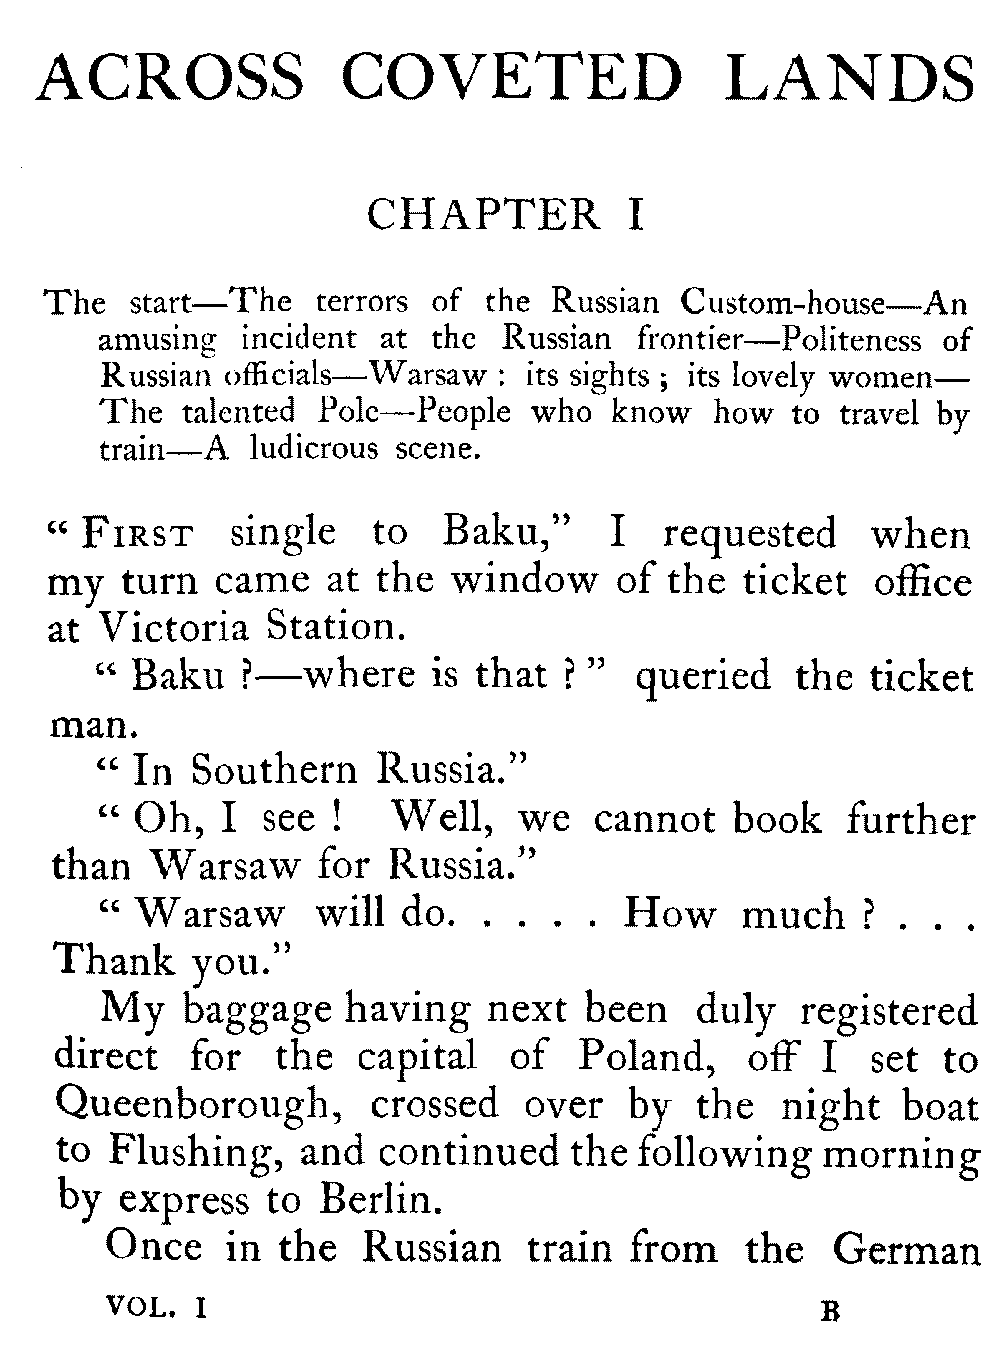 ACROSS COVETED LANDS
CHAPTER I
The start—The terrors of the Russian Custom-house—An
amusing incident at the Russian frontier—Politeness of
Russian officials—Warsaw : its sights ; its lovely women—
The talented Pole—People who know how to travel by
train—A ludicrous scene.
“ First single to Baku,” I requested when
my turn came at the window of the ticket office
at Victoria Station.
“ Baku ?—where is that ? ” queried the ticket
man.
“ In Southern Russia.”
“ Oh, I see ! Well, we cannot book further
than Warsaw for Russia.”
“ Warsaw will do. . . . . How much ? . . .
Thank you.”
My baggage having next been duly registered
direct for the capital of Poland, off I set to
Queenborough, crossed over by the night boat
to Flushing, and continued the following morning
by express to Berlin.
Once in the Russian train from the German
VOL. I B